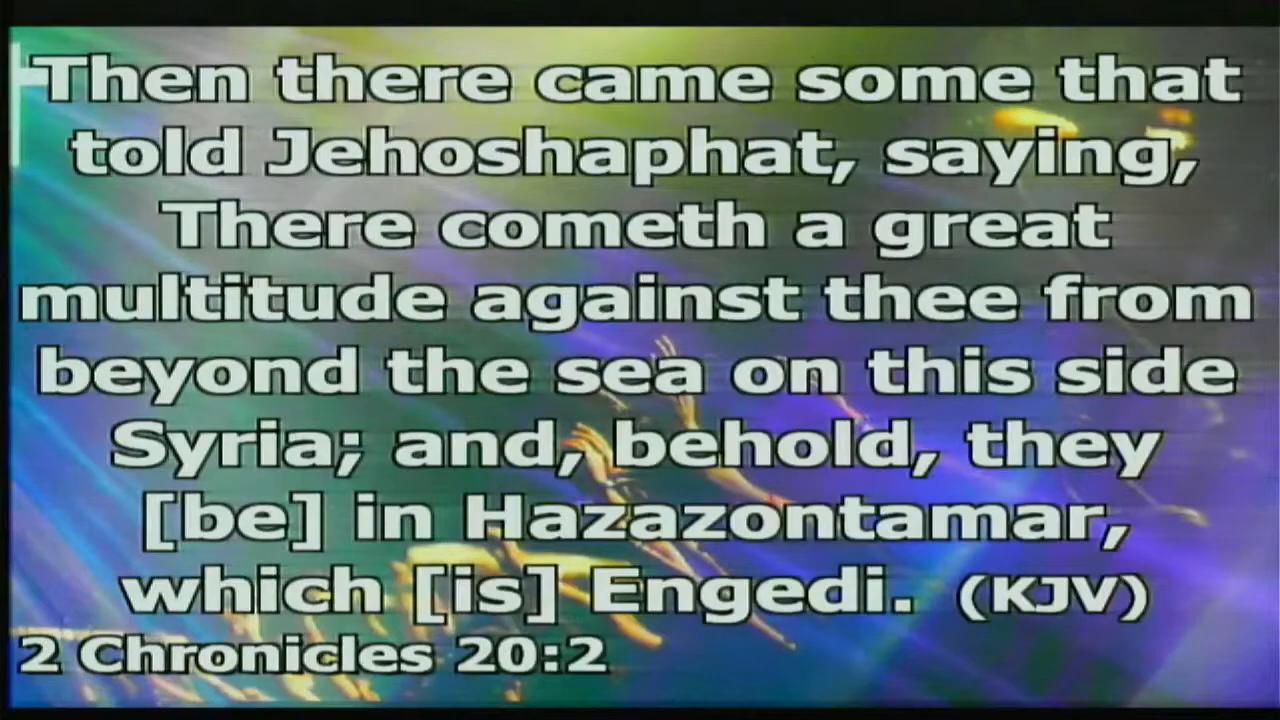 Then there came some that
told Jehoshaphat, saying,
There cometh a great
multitude against thee from
beyond the sea on this side
Syria; and, behold, they
[be] in Hazazontamar,
which [is] Engedi. (KJV)
2 Chronicles 20:2